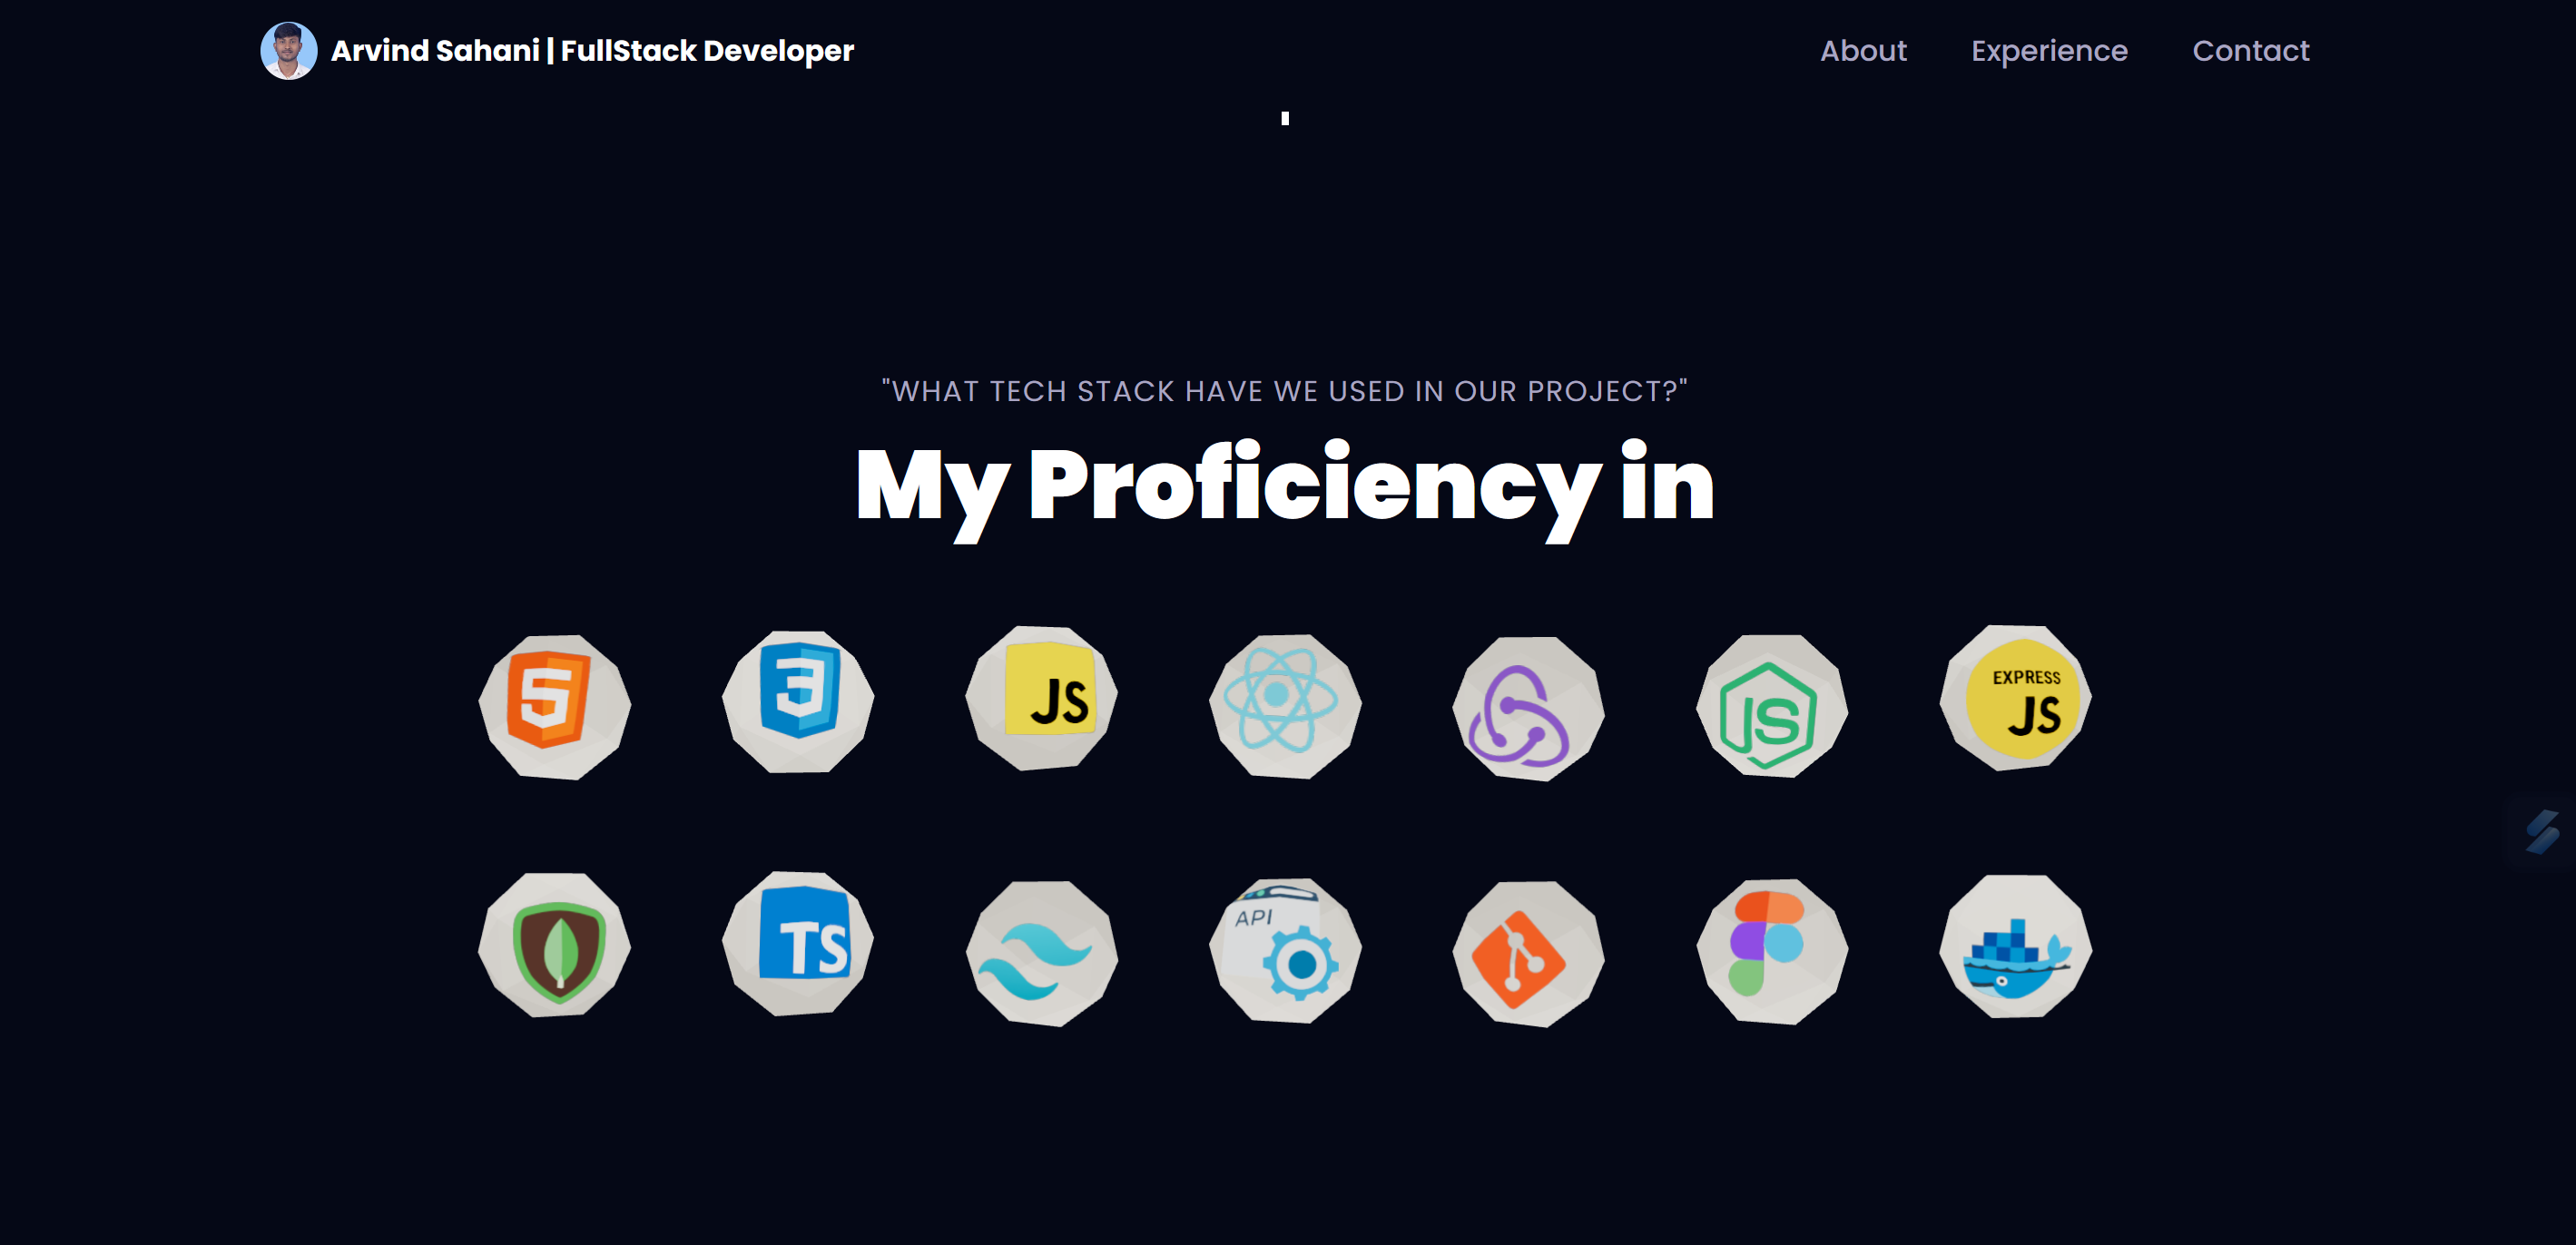 Arvind Sahani | FullStack Developer
About Experience Contact
"WHAT TECH STACK HAVE WE USED IN OUR PROJECT?"
My Proficiency in
5 3 JS JS EXPRESS JS
TS API